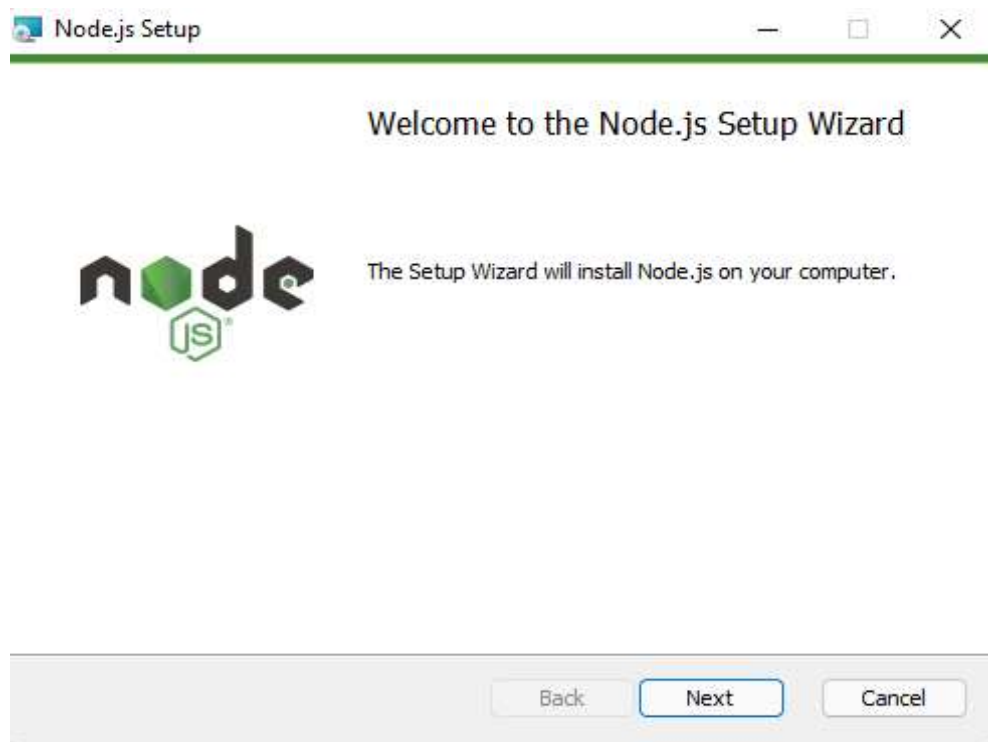 Node.js Setup
Welcome to the Node.js Setup Wizard
node
JS®
The Setup Wizard will install Node.js on your computer.
Back Next Cancel